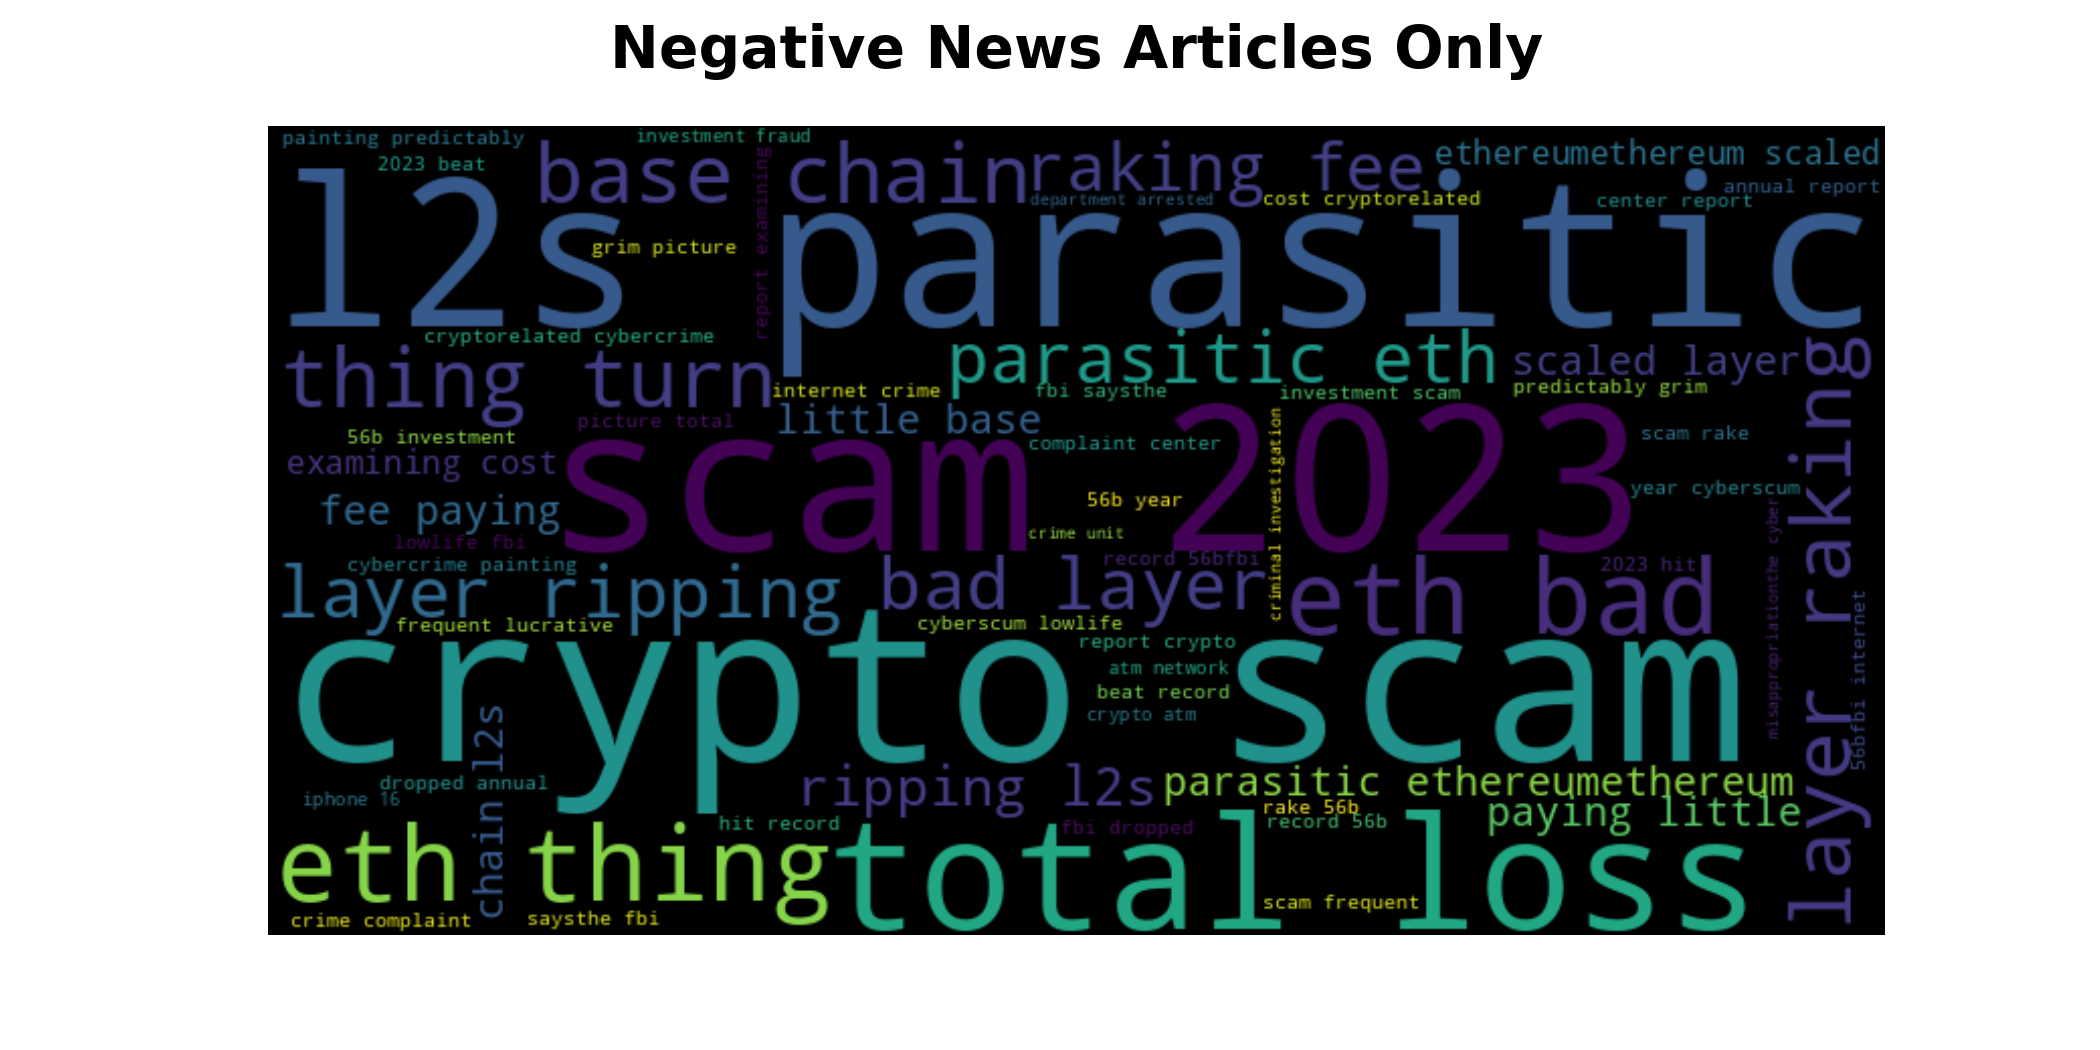 Negative News Articles Only
painting predictably
investment fraud
2023 beat
base chain
raking fee
ethereumethereum scaled
annual report
department arrested
cost cryptorelated
center report
l2s parasitic
grim picture
report examining
cryptorelated cybercrime
thing turn
parasitic eth
scaled layer
internet crime
fbi saysthe
investment scam
predictably grim
picture total
little base
56b investment
scam 2023
complaint center
scam rake
examining cost
criminal investigation
layer raking
year cyberscum
fee paying
56b year
lowlife fbi
crime unit
misappropriationthe cyber
cybercrime painting
record 56bfbi
2023 hit
layer ripping
bad layer
eth bad
56bfbi internet
frequent lucrative
cyberscum lowlife
report crypto
crypto scam
atm network
beat record
crypto atm
chain l2s
dropped annual
iphone 16
ripping l2s
parasitic ethereumethereum
rake 56b
paying little
hit record
fbi dropped
record 56b
eth thing
total loss
scam frequent
crime complaint
saysthe fbi